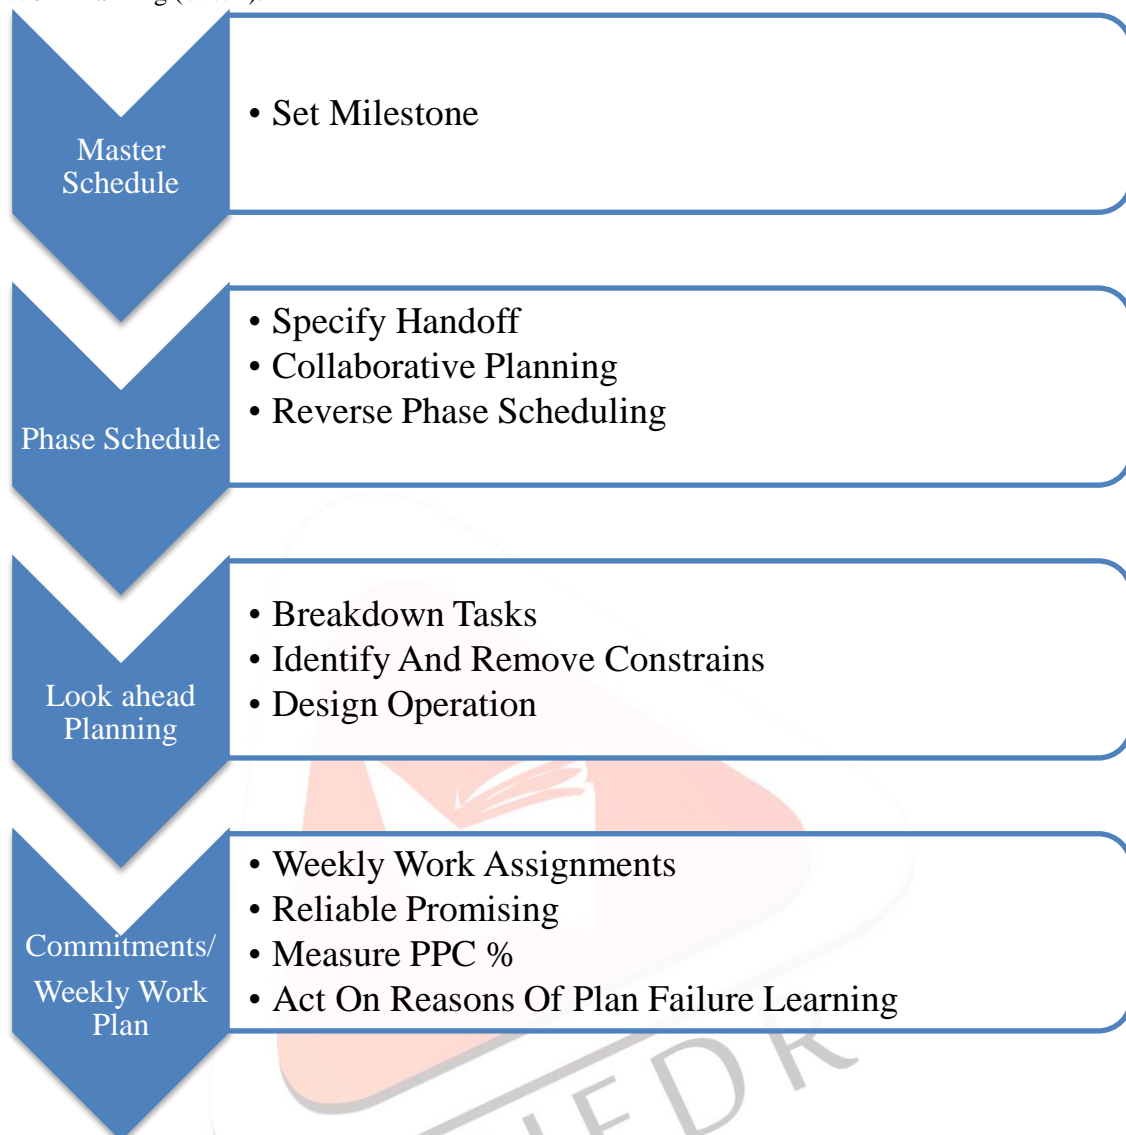 Master
Schedule
• Set Milestone
Phase Schedule
• Specify Handoff
• Collaborative Planning
• Reverse Phase Scheduling
Look ahead
Planning
• Breakdown Tasks
• Identify And Remove Constrains
• Design Operation
Commitments/
Weekly Work
Plan
• Weekly Work Assignments
• Reliable Promising
• Measure PPC %
• Act On Reasons Of Plan Failure Learning